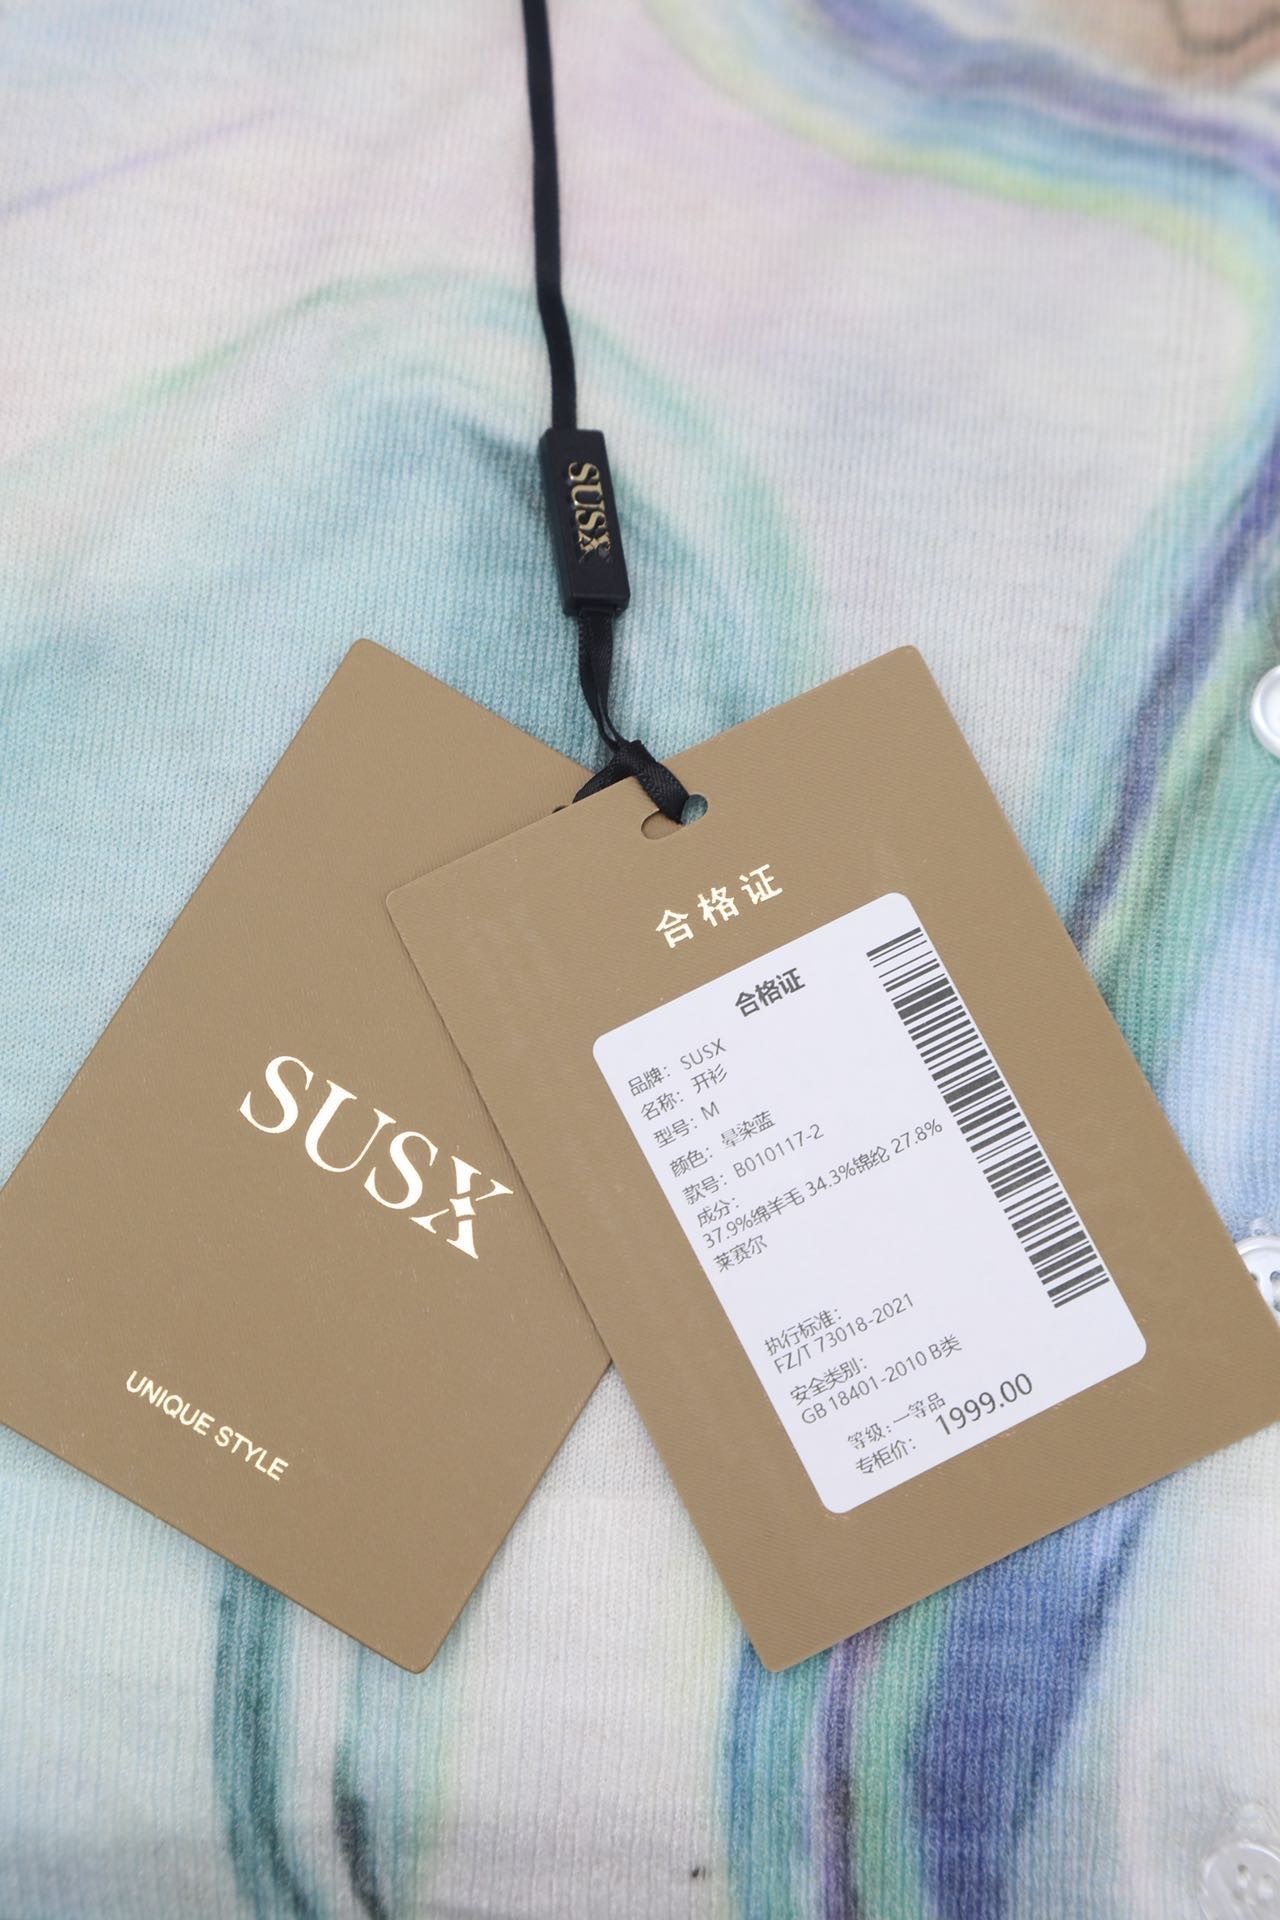 SUSX
合格证
合格证
品牌：SUSX
名称：开衫
型号：M
颜色：晕染蓝
款号：B010117-2
成分：
37.9%绵羊毛 34.3%锦纶 27.8%
莱赛尔
执行标准：
FZ/T 73018-2021
安全类别：
GB 18401-2010 B类
等级：一等品
专柜价：1999.00
SUSX
UNIQUE STYLE